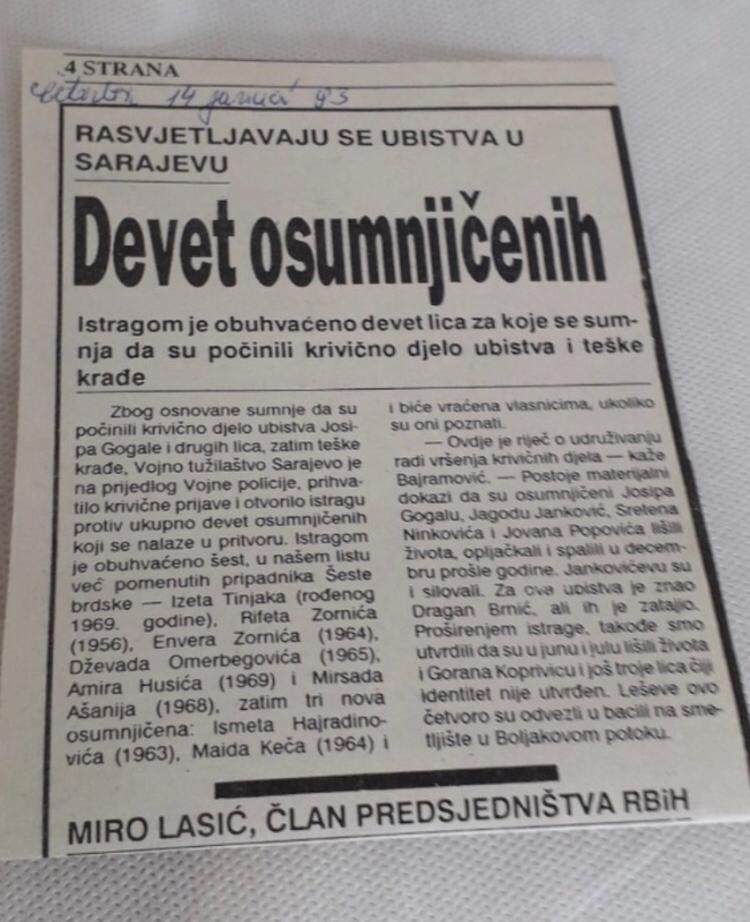 4 STRANA
14 januar 93
RASVJETLJAVAJU SE UBISTVA U
SARAJEVU
Devet osumnjičenih
Istragom je obuhvaćeno devet lica za koje se sum-
nja da su počinili krivično djelo ubistva i teške
krađe
Zbog osnovane sumnje da su
počinili krivično djelo ubistva Josi-
pa Gogale i drugih lica, zatim teške
krađe, Vojno tužilaštvo Sarajevo je
na prijedlog Vojne policije, prihva-
tilo krivične prijave i otvorilo istragu
protiv ukupno devet osumnjičenih
koji se nalaze u pritvoru. Istragom
je obuhvaćeno šest, u našem listu
već pomenutih pripadnika Šeste
brdske — Izeta Tinjaka (rođenog
1969. godine), Rifeta Zornića
(1956), Envera Zornića (1964),
Dževada Omerbegovića (1965),
Amira Husića (1969) i Mirsada
Ašanija (1968), zatim tri nova
osumnjičena: Ismeta Hajradino-
vića (1963), Maida Keča (1964) i
i biće vraćena vlasnicima, ukoliko
su oni poznati.
— Ovdje je riječ o udruživanju
radi vršenja krivičnih djela — kaže
Bajramović. — Postoje materijalni
dokazi da su osumnjičeni Josipa
Gogalu, Jagodu Janković, Sretena
Ninkovića i Jovana Popovića lišili
života, opljačkali i spalili u decem-
bru prošle godine. Jankovićevu su
i silovali. Za ova ubistva je znao
Dragan Brnić, ali ih je zatajio.
Proširenjem istrage, takođe smo
utvrdili da su u junu i julu lišili života
i Gorana Koprivicu i još troje lica čiji
identitet nije utvrđen. Leševe ovo
četvoro su odvezli u bacili na sme-
tljište u Boljakovom potoku.
MIRO LASIĆ, ČLAN PREDSJEDNIŠTVA RBiH